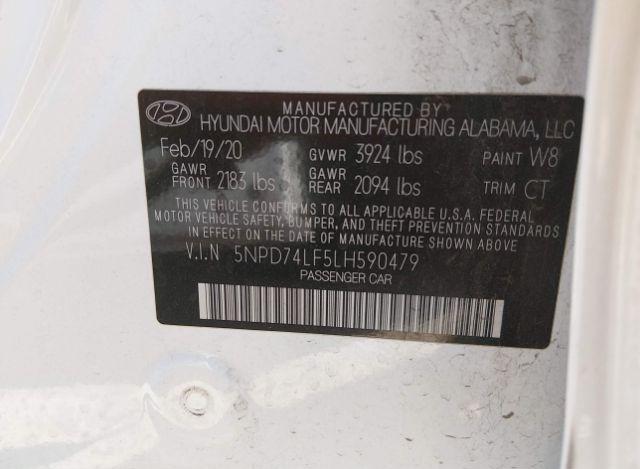 MANUFACTURED BY
HYUNDAI MOTOR MANUFACTURING ALABAMA, LLC
Feb/19/20 GVWR 3924 lbs PAINT W8
GAWR FRONT 2183 lbs GAWR REAR 2094 lbs TRIM CT
THIS VEHICLE CONFORMS TO ALL APPLICABLE U.S.A. FEDERAL
MOTOR VEHICLE SAFETY, BUMPER, AND THEFT PREVENTION STANDARDS
IN EFFECT ON THE DATE OF MANUFACTURE SHOWN ABOVE.
V.I.N 5NPD74LF5LH590479
PASSENGER CAR